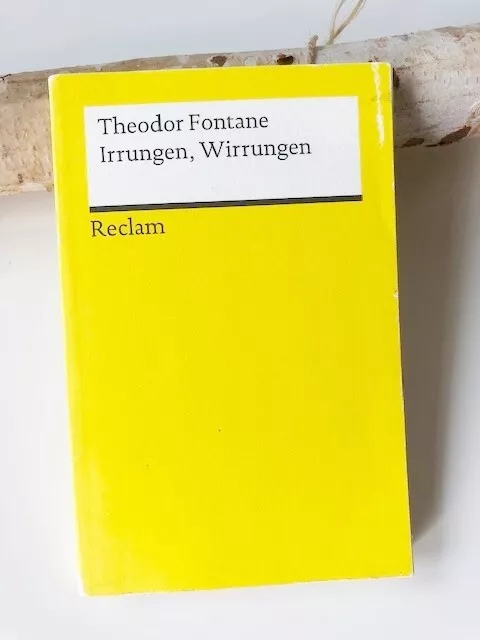 Theodor Fontane
Irrungen, Wirrungen
Reclam